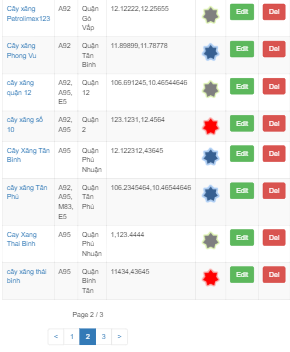 Cây xăng A92 Quận 12.12222,12.25655 Edit Del
Petrolimex123 Gò
Vấp
Cây xăng A92 Quận 11.89899,11.78778 Edit Del
Phong Vu Tân
Bình
cây xăng A92, Quận 106.691245,10.46544646 Edit Del
quận 12 A95, 12
E5
cây xăng số A92, Quận 123.1231,12.4564 Edit Del
10 A95 2
Cây Xăng Tân A95 Quận 12.122312,43645 Edit Del
Bình Phú
Nhuận
cây xăng Tân A92, Quận 106.2345464,10.46544646 Edit Del
Phú A95, Tân
M83, Phú
E5
Cay Xang A95 Quận 1,123.4444 Edit Del
Thai Binh Phú
Nhuận
cây xăng thái A95 Quận 11434,43645 Edit Del
bình Bình
Tân
Page 2 / 3
< 1 2 3 >